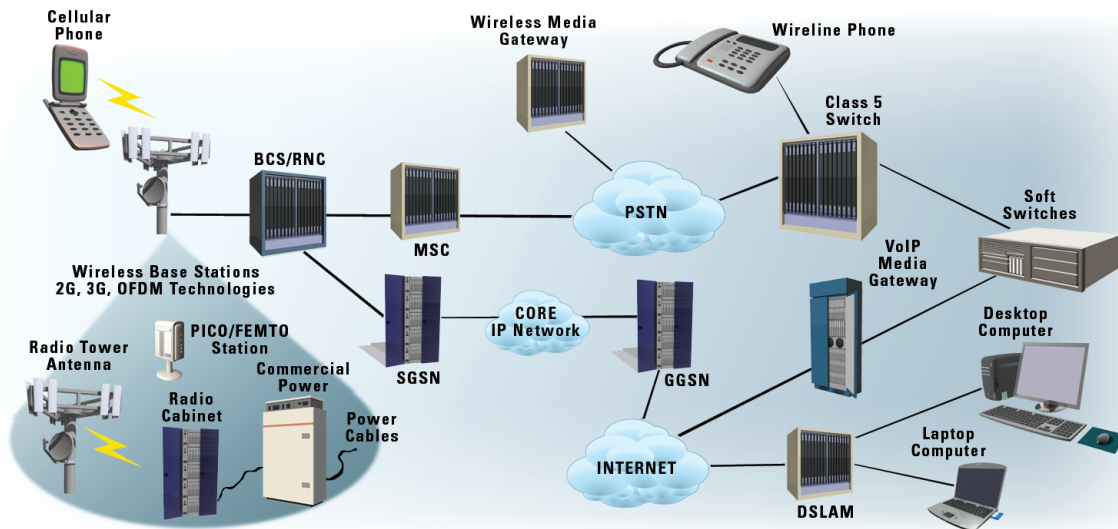 Cellular
Phone
Wireless Media
Gateway
Wireline Phone
Class 5
Switch
BCS/RNC
MSC
PSTN
Soft
Switches
VoIP
Media
Gateway
Wireless Base Stations
2G, 3G, OFDM Technologies
PICO/FEMTO
Station
Radio Tower
Antenna
Radio
Cabinet
Commercial
Power
Power
Cables
SGSN
CORE
IP Network
GGSN
Desktop
Computer
INTERNET
DSLAM
Laptop
Computer